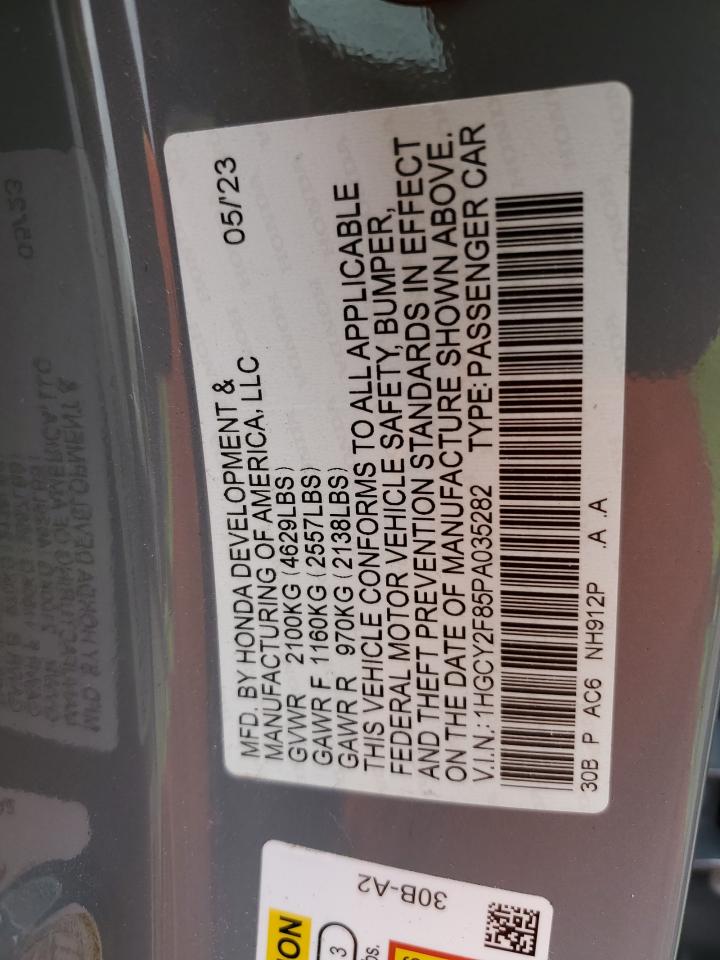 MFD. BY HONDA DEVELOPMENT & 05/'23
MANUFACTURING OF AMERICA, LLC
GVWR 2100KG (4629LBS)
GAWR F 1160KG (2557LBS)
GAWR R 970KG (2138LBS)
THIS VEHICLE CONFORMS TO ALL APPLICABLE
FEDERAL MOTOR VEHICLE SAFETY, BUMPER,
AND THEFT PREVENTION STANDARDS IN EFFECT
ON THE DATE OF MANUFACTURE SHOWN ABOVE.
V.I.N.: 1HGCY2F85PA035282 TYPE: PASSENGER CAR
30B P AC6 NH912P .A .A
30B-A2
ION
3